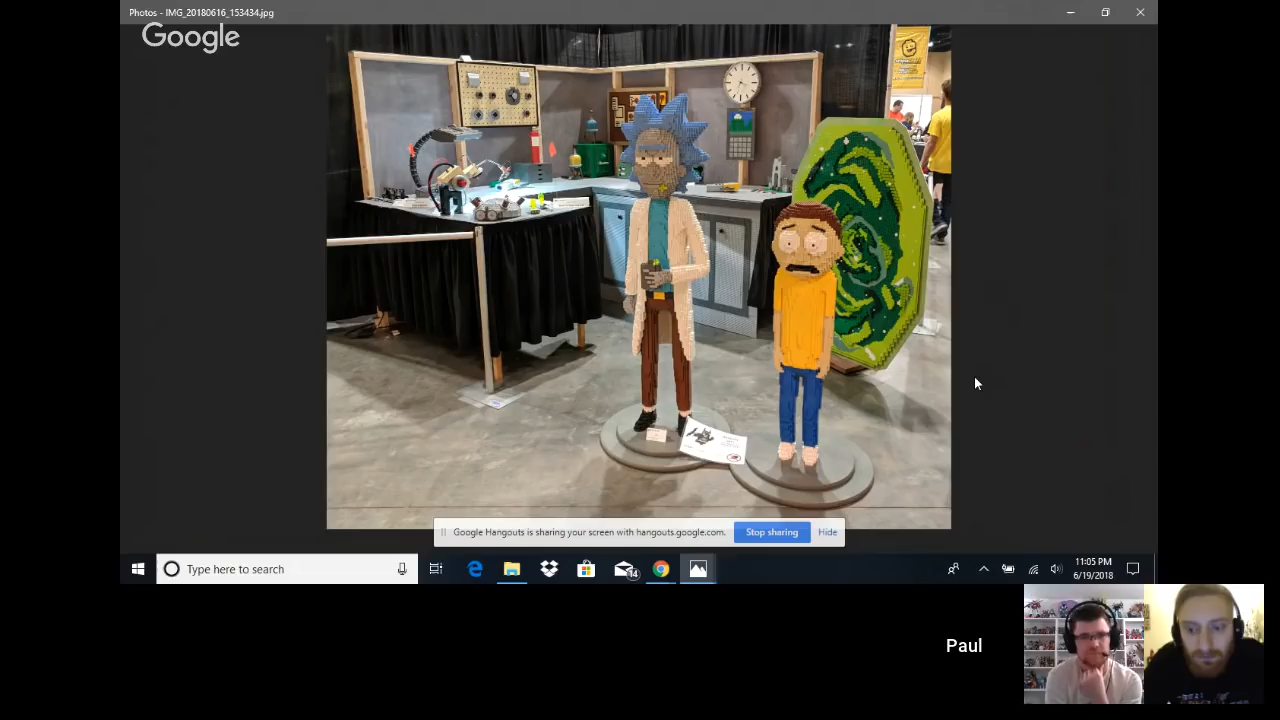 Photos - IMG_20180616_153434.jpg
Google
Google Hangouts is sharing your screen with hangouts.google.com.
Stop sharing
Hide
Type here to search
14
11:05 PM
6/19/2018
Paul